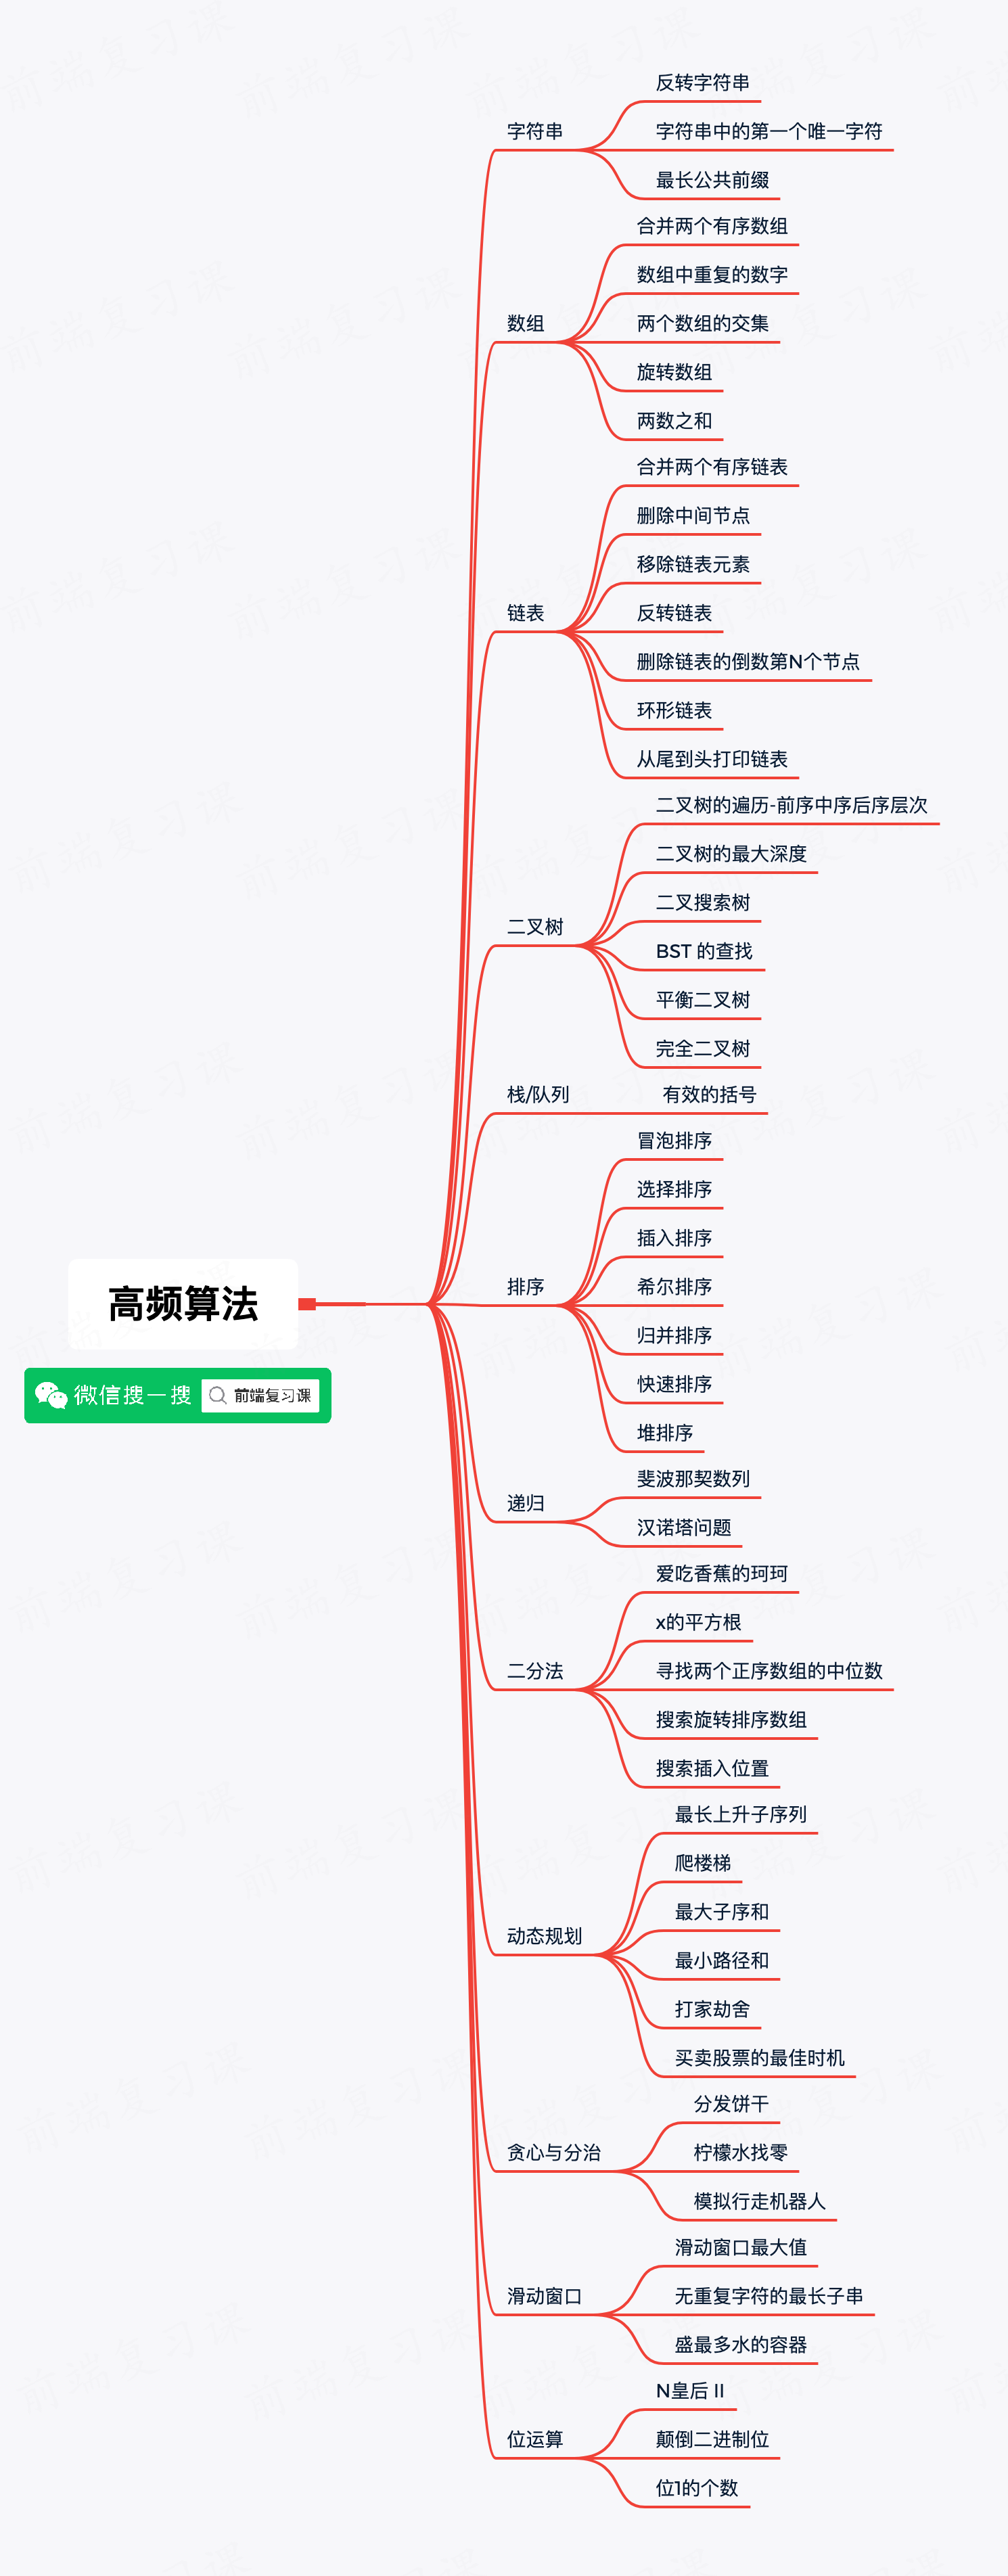 反转字符串
字符串
字符串中的第一个唯一字符
最长公共前缀
合并两个有序数组
数组中重复的数字
数组
两个数组的交集
旋转数组
两数之和
合并两个有序链表
删除中间节点
移除链表元素
链表
反转链表
删除链表的倒数第N个节点
环形链表
从尾到头打印链表
二叉树的遍历-前序中序后序层次
二叉树的最大深度
二叉搜索树
二叉树
BST 的查找
平衡二叉树
完全二叉树
栈/队列
有效的括号
冒泡排序
选择排序
插入排序
排序
希尔排序
归并排序
快速排序
堆排序
高频算法
微信搜一搜
前端复习课
斐波那契数列
递归
汉诺塔问题
爱吃香蕉的珂珂
x的平方根
二分法
寻找两个正序数组的中位数
搜索旋转排序数组
搜索插入位置
最长上升子序列
爬楼梯
最大子序和
动态规划
最小路径和
打家劫舍
买卖股票的最佳时机
分发饼干
贪心与分治
柠檬水找零
模拟行走机器人
滑动窗口最大值
滑动窗口
无重复字符的最长子串
盛最多水的容器
N皇后 II
位运算
颠倒二进制位
位1的个数